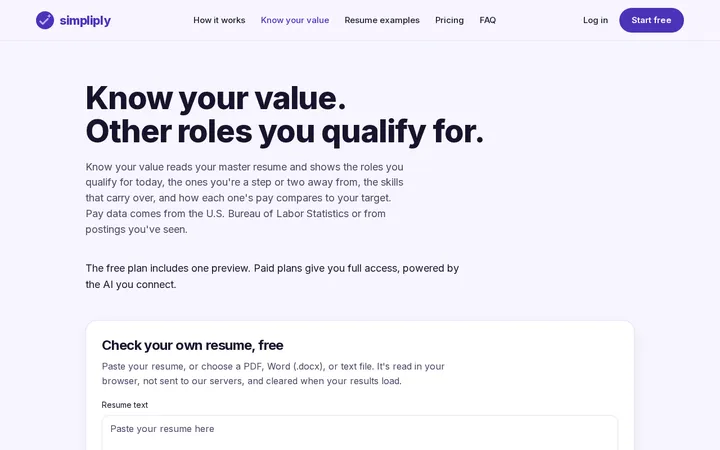 simpliply
How it works
Know your value
Resume examples
Pricing
FAQ
Log in
Start free
Know your value.
Other roles you qualify for.
Know your value reads your master resume and shows the roles you
qualify for today, the ones you're a step or two away from, the skills
that carry over, and how each one's pay compares to your target.
Pay data comes from the U.S. Bureau of Labor Statistics or from
postings you've seen.
The free plan includes one preview. Paid plans give you full access, powered by
the AI you connect.
Check your own resume, free
Paste your resume, or choose a PDF, Word (.docx), or text file. It's read in your
browser, not sent to our servers, and cleared when your results load.
Resume text
Paste your resume here